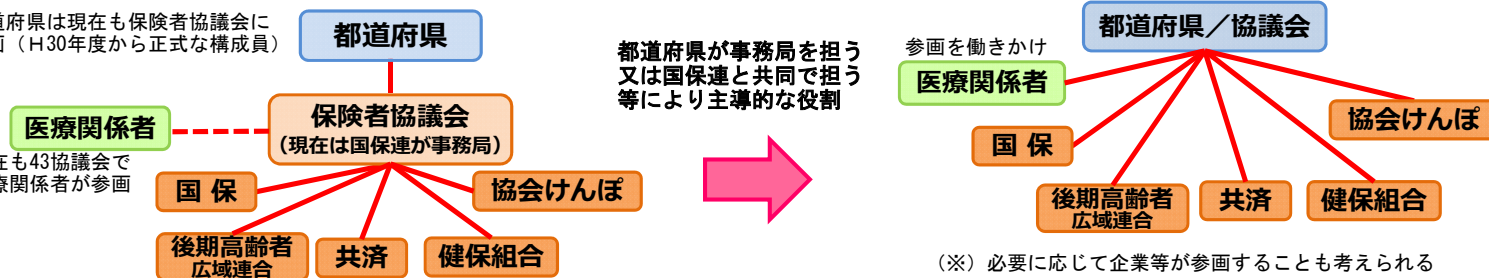 道府県は現在も保険者協議会に
(H30年度から正式な構成員)
都道府県
医療関係者
保険者協議会
(現在は国保連が事務局)
在も43協議会で
療関係者が参画
国 保
協会けんぽ
後期高齢者
広域連合
共済
健保組合
都道府県が事務局を担う
又は国保連と共同で担う
等により主導的な役割
都道府県／協議会
参画を働きかけ
医療関係者
協会けんぽ
国 保
後期高齢者
広域連合
共済
健保組合
（※）必要に応じて企業等が参画することも考えられる